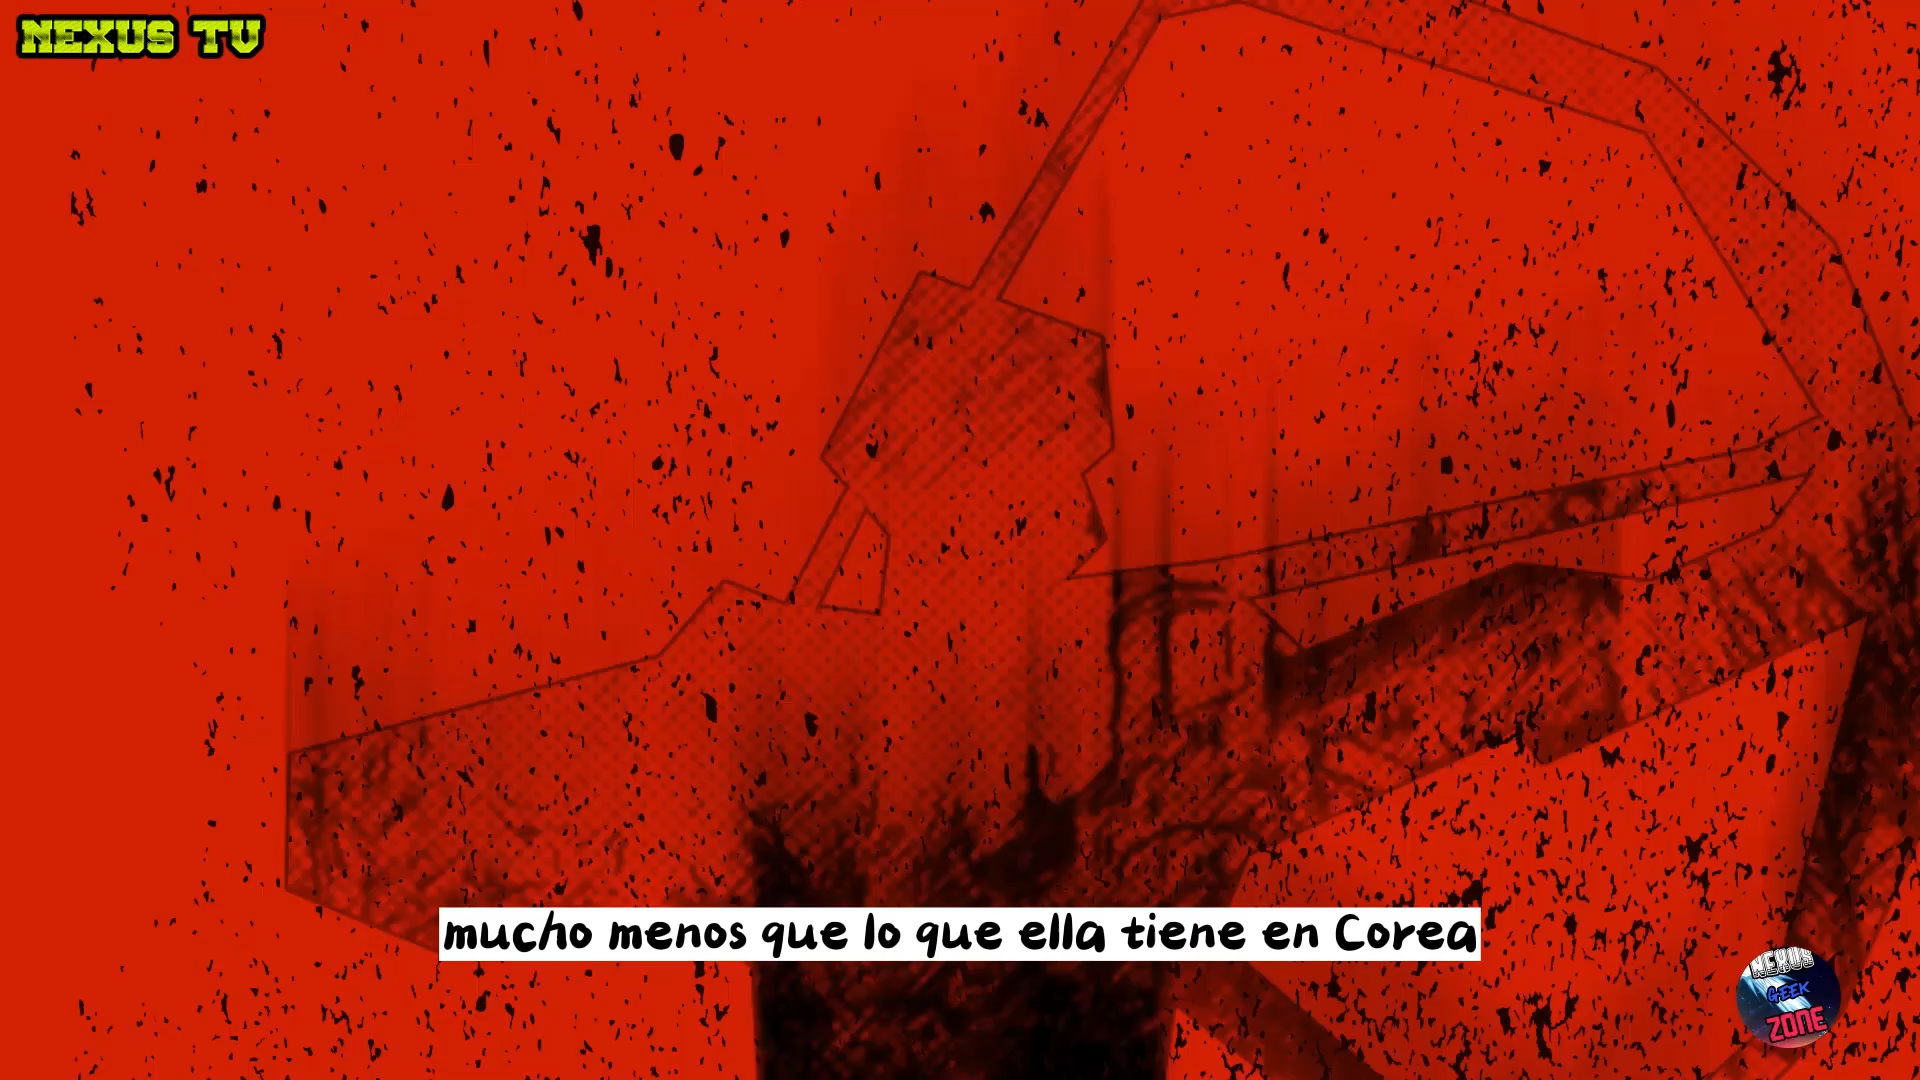 NEXUS TV
mucho menos que lo que ella tiene en Corea
NEXUS
GEEK
ZONE